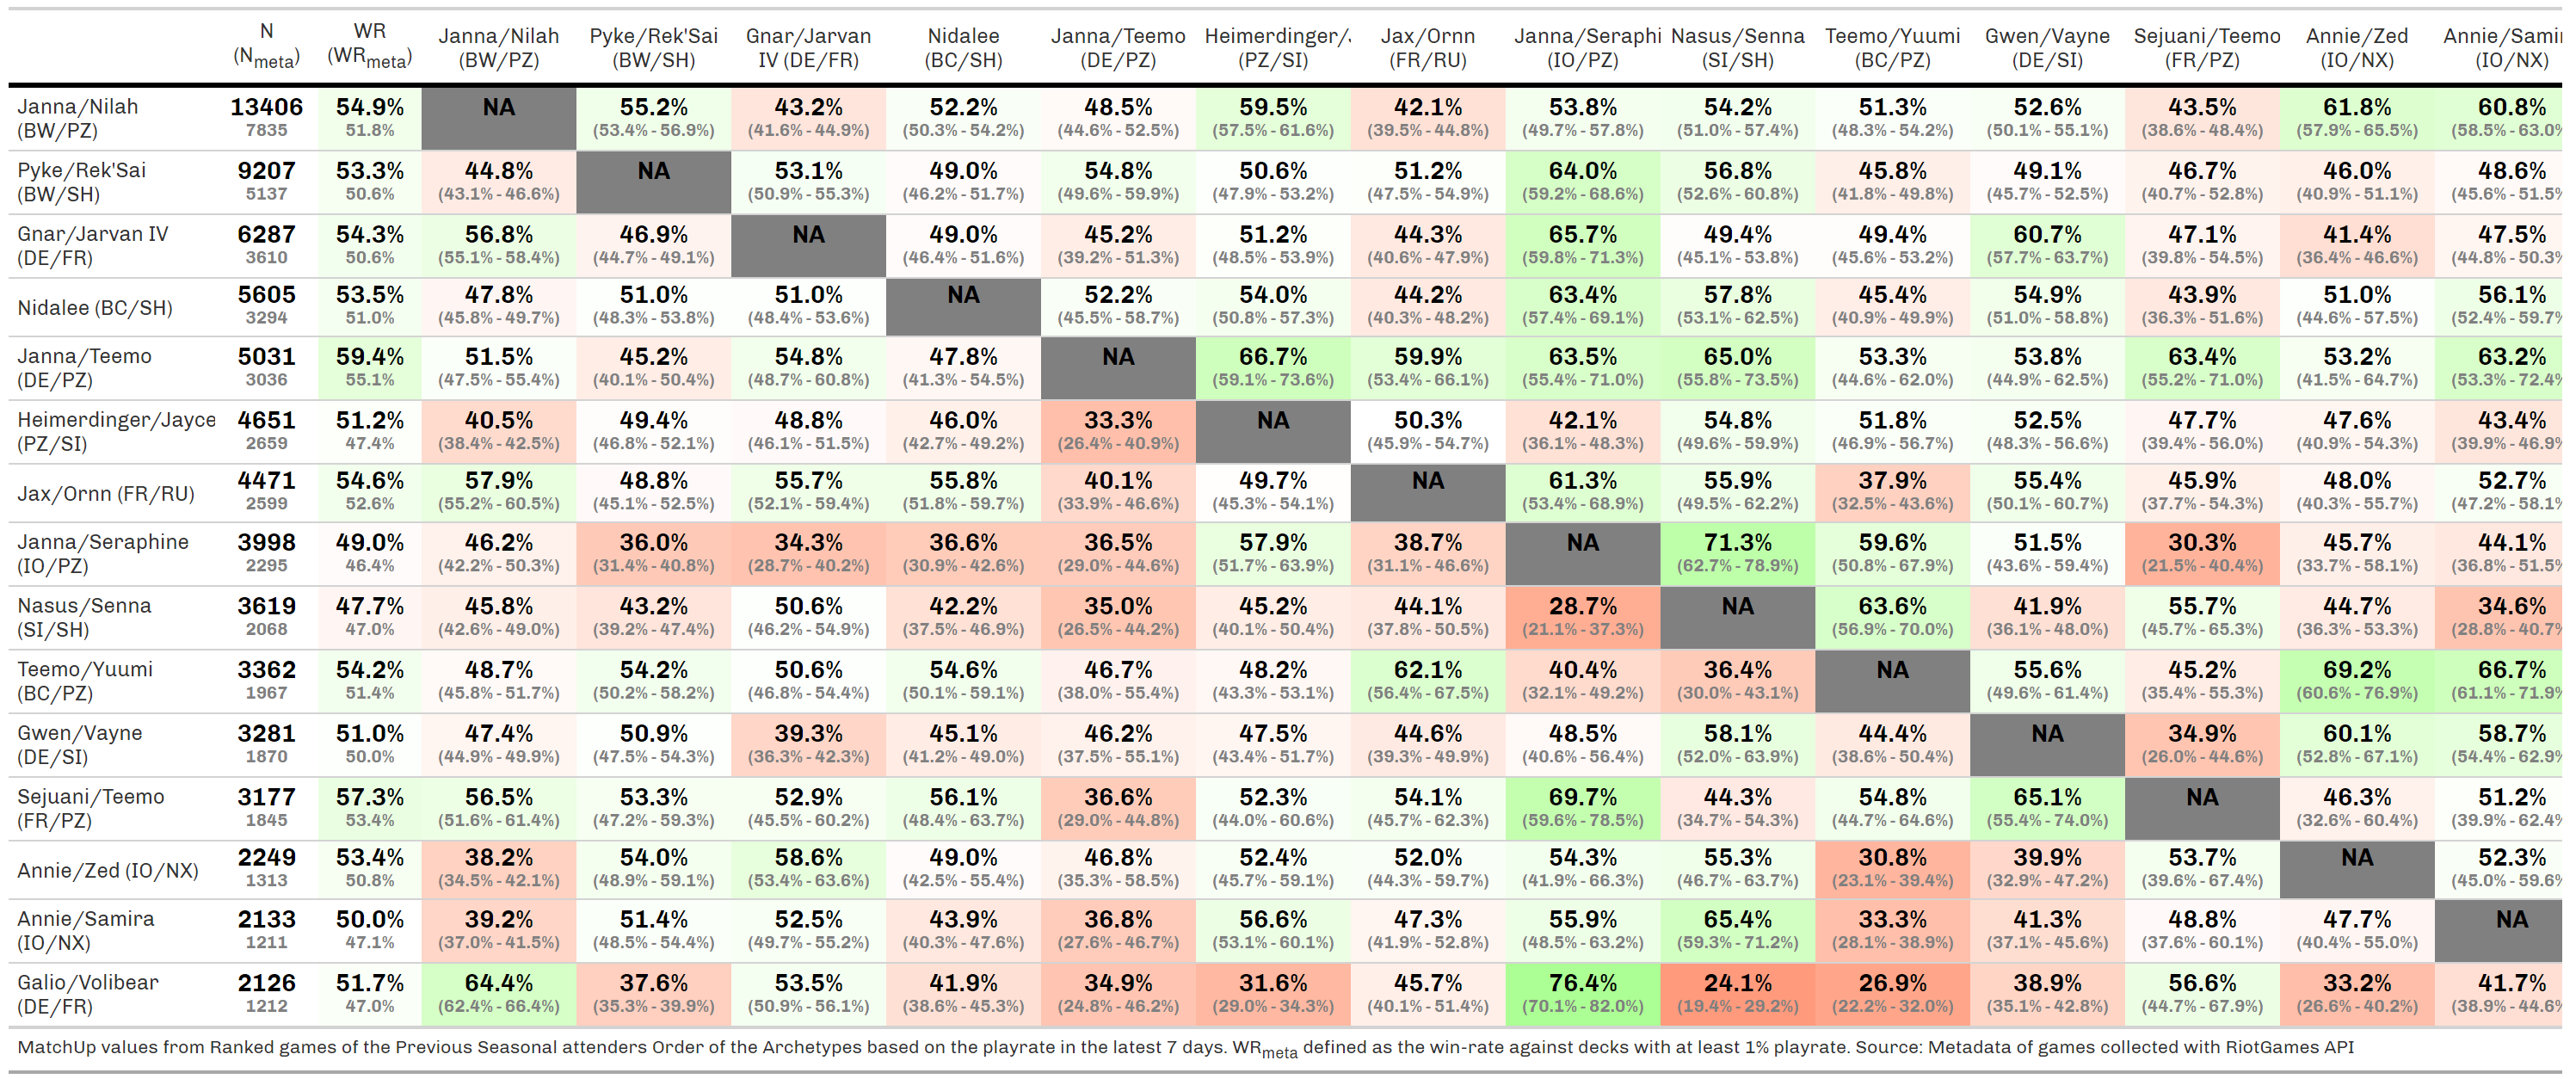 N WR Janna/Nilah Pyke/Rek'Sai Gnar/Jarvan Nidalee Janna/Teemo Heimerdinger/J Jax/Ornn Janna/Seraphi Nasus/Senna Teemo/Yuumi Gwen/Vayne Sejuani/Teemo Annie/Zed Annie/Samir
(Nmeta) (WRmeta) (BW/PZ) (BW/SH) IV (DE/FR) (BC/SH) (DE/PZ) (PZ/SI) (FR/RU) (IO/PZ) (SI/SH) (BC/PZ) (DE/SI) (FR/PZ) (IO/NX) (IO/NX)
Janna/Nilah 13406 54.9% NA 55.2% 43.2% 52.2% 48.5% 59.5% 42.1% 53.8% 54.2% 51.3% 52.6% 43.5% 61.8% 60.8%
(BW/PZ) 7835 51.8% (53.4% - 56.9%) (41.6% - 44.9%) (50.3% - 54.2%) (44.6% - 52.5%) (57.5% - 61.6%) (39.5% - 44.8%) (49.7% - 57.8%) (51.0% - 57.4%) (48.3% - 54.2%) (50.1% - 55.1%) (38.6% - 48.4%) (57.9% - 65.5%) (58.5% - 63.0%
Pyke/Rek'Sai 9207 53.3% 44.8% NA 53.1% 49.0% 54.8% 50.6% 51.2% 64.0% 56.8% 45.8% 49.1% 46.7% 46.0% 48.6%
(BW/SH) 5137 50.6% (43.1% - 46.6%) (50.9% - 55.3%) (46.2% - 51.7%) (49.6% - 59.9%) (47.9% - 53.2%) (47.5% - 54.9%) (59.2% - 68.6%) (52.6% - 60.8%) (41.8% - 49.8%) (45.7% - 52.5%) (40.7% - 52.8%) (40.9% - 51.1%) (45.6% - 51.5%
Gnar/Jarvan IV 6287 54.3% 56.8% 46.9% NA 49.0% 45.2% 51.2% 44.3% 65.7% 49.4% 49.4% 60.7% 47.1% 41.4% 47.5%
(DE/FR) 3610 50.6% (55.1% - 58.4%) (44.7% - 49.1%) (46.4% - 51.6%) (39.2% - 51.3%) (48.5% - 53.9%) (40.6% - 47.9%) (59.8% - 71.3%) (45.1% - 53.8%) (45.6% - 53.2%) (57.7% - 63.7%) (39.8% - 54.5%) (36.4% - 46.6%) (44.8% - 50.3%
Nidalee (BC/SH) 5605 53.5% 47.8% 51.0% 51.0% NA 52.2% 54.0% 44.2% 63.4% 57.8% 45.4% 54.9% 43.9% 51.0% 56.1%
3294 51.0% (45.8% - 49.7%) (48.3% - 53.8%) (48.4% - 53.6%) (45.5% - 58.7%) (50.8% - 57.3%) (40.3% - 48.2%) (57.4% - 69.1%) (53.1% - 62.5%) (40.9% - 49.9%) (51.0% - 58.8%) (36.3% - 51.6%) (44.6% - 57.5%) (52.4% - 59.7%
Janna/Teemo 5031 59.4% 51.5% 45.2% 54.8% 47.8% NA 66.7% 59.9% 63.5% 65.0% 53.3% 53.8% 63.4% 53.2% 63.2%
(DE/PZ) 3036 55.1% (47.5% - 55.4%) (40.1% - 50.4%) (48.7% - 60.8%) (41.3% - 54.5%) (59.1% - 73.6%) (53.4% - 66.1%) (55.4% - 71.0%) (55.8% - 73.5%) (44.6% - 62.0%) (44.9% - 62.5%) (55.2% - 71.0%) (41.5% - 64.7%) (53.3% - 72.4%
Heimerdinger/Jayce 4651 51.2% 40.5% 49.4% 48.8% 46.0% 33.3% NA 50.3% 42.1% 54.8% 51.8% 52.5% 47.7% 47.6% 43.4%
(PZ/SI) 2659 47.4% (38.4% - 42.5%) (46.8% - 52.1%) (46.1% - 51.5%) (42.7% - 49.2%) (26.4% - 40.9%) (45.9% - 54.7%) (36.1% - 48.3%) (49.6% - 59.9%) (46.9% - 56.7%) (48.3% - 56.6%) (39.4% - 56.0%) (40.9% - 54.3%) (39.9% - 46.9%
Jax/Ornn (FR/RU) 4471 54.6% 57.9% 48.8% 55.7% 55.8% 40.1% 49.7% NA 61.3% 55.9% 37.9% 55.4% 45.9% 48.0% 52.7%
2599 52.6% (55.2% - 60.5%) (45.1% - 52.5%) (52.1% - 59.4%) (51.8% - 59.7%) (33.9% - 46.6%) (45.3% - 54.1%) (53.4% - 68.9%) (49.5% - 62.2%) (32.5% - 43.6%) (50.1% - 60.7%) (37.7% - 54.3%) (40.3% - 55.7%) (47.2% - 58.1%
Janna/Seraphine 3998 49.0% 46.2% 36.0% 34.3% 36.6% 36.5% 57.9% 38.7% NA 71.3% 59.6% 51.5% 30.3% 45.7% 44.1%
(IO/PZ) 2295 46.4% (42.2% - 50.3%) (31.4% - 40.8%) (28.7% - 40.2%) (30.9% - 42.6%) (29.0% - 44.6%) (51.7% - 63.9%) (31.1% - 46.6%) (62.7% - 78.9%) (50.8% - 67.9%) (43.6% - 59.4%) (21.5% - 40.4%) (33.7% - 58.1%) (36.8% - 51.5%
Nasus/Senna 3619 47.7% 45.8% 43.2% 50.6% 42.2% 35.0% 45.2% 44.1% 28.7% NA 63.6% 41.9% 55.7% 44.7% 34.6%
(SI/SH) 2068 47.0% (42.6% - 49.0%) (39.2% - 47.4%) (46.2% - 54.9%) (37.5% - 46.9%) (26.5% - 44.2%) (40.1% - 50.4%) (37.8% - 50.5%) (21.1% - 37.3%) (56.9% - 70.0%) (36.1% - 48.0%) (45.7% - 65.3%) (36.3% - 53.3%) (28.8% - 40.7%
Teemo/Yuumi 3362 54.2% 48.7% 54.2% 50.6% 54.6% 46.7% 48.2% 62.1% 40.4% 36.4% NA 55.6% 45.2% 69.2% 66.7%
(BC/PZ) 1967 51.4% (45.8% - 51.7%) (50.2% - 58.2%) (46.8% - 54.4%) (50.1% - 59.1%) (38.0% - 55.4%) (43.3% - 53.1%) (56.4% - 67.5%) (32.1% - 49.2%) (30.0% - 43.1%) (49.6% - 61.4%) (35.4% - 55.3%) (60.6% - 76.9%) (61.1% - 71.9%
Gwen/Vayne 3281 51.0% 47.4% 50.9% 39.3% 45.1% 46.2% 47.5% 44.6% 48.5% 58.1% 44.4% NA 34.9% 60.1% 58.7%
(DE/SI) 1870 50.0% (44.9% - 49.9%) (47.5% - 54.3%) (36.3% - 42.3%) (41.2% - 49.0%) (37.5% - 55.1%) (43.4% - 51.7%) (39.3% - 49.9%) (40.6% - 56.4%) (52.0% - 63.9%) (38.6% - 50.4%) (26.0% - 44.6%) (52.8% - 67.1%) (54.4% - 62.9%
Sejuani/Teemo 3177 57.3% 56.5% 53.3% 52.9% 56.1% 36.6% 52.3% 54.1% 69.7% 44.3% 54.8% 65.1% NA 46.3% 51.2%
(FR/PZ) 1845 53.4% (51.6% - 61.4%) (47.2% - 59.3%) (45.5% - 60.2%) (48.4% - 63.7%) (29.0% - 44.8%) (44.0% - 60.6%) (45.7% - 62.3%) (59.6% - 78.5%) (34.7% - 54.3%) (44.7% - 64.6%) (55.4% - 74.0%) (32.6% - 60.4%) (39.9% - 62.4%
Annie/Zed (IO/NX) 2249 53.4% 38.2% 54.0% 58.6% 49.0% 46.8% 52.4% 52.0% 54.3% 55.3% 30.8% 39.9% 53.7% NA 52.3%
1313 50.8% (34.5% - 42.1%) (48.9% - 59.1%) (53.4% - 63.6%) (42.5% - 55.4%) (35.3% - 58.5%) (45.7% - 59.1%) (44.3% - 59.7%) (41.9% - 66.3%) (46.7% - 63.7%) (23.1% - 39.4%) (32.9% - 47.2%) (39.6% - 67.4%) (45.0% - 59.6%
Annie/Samira 2133 50.0% 39.2% 51.4% 52.5% 43.9% 36.8% 56.6% 47.3% 55.9% 65.4% 33.3% 41.3% 48.8% 47.7% NA
(IO/NX) 1211 47.1% (37.0% - 41.5%) (48.5% - 54.4%) (49.7% - 55.2%) (40.3% - 47.6%) (27.6% - 46.7%) (53.1% - 60.1%) (41.9% - 52.8%) (48.5% - 63.2%) (59.3% - 71.2%) (28.1% - 38.9%) (37.1% - 45.6%) (37.6% - 60.1%) (40.4% - 55.0%)
Galio/Volibear 2126 51.7% 64.4% 37.6% 53.5% 41.9% 34.9% 31.6% 45.7% 76.4% 24.1% 26.9% 38.9% 56.6% 33.2% 41.7%
(DE/FR) 1212 47.0% (62.4% - 66.4%) (35.3% - 39.9%) (50.9% - 56.1%) (38.6% - 45.3%) (24.8% - 46.2%) (29.0% - 34.3%) (40.1% - 51.4%) (70.1% - 82.0%) (19.4% - 29.2%) (22.2% - 32.0%) (35.1% - 42.8%) (44.7% - 67.9%) (26.6% - 40.2%) (38.9% - 44.6%
MatchUp values from Ranked games of the Previous Seasonal attenders Order of the Archetypes based on the playrate in the latest 7 days. WRmeta defined as the win-rate against decks with at least 1% playrate. Source: Metadata of games collected with RiotGames API